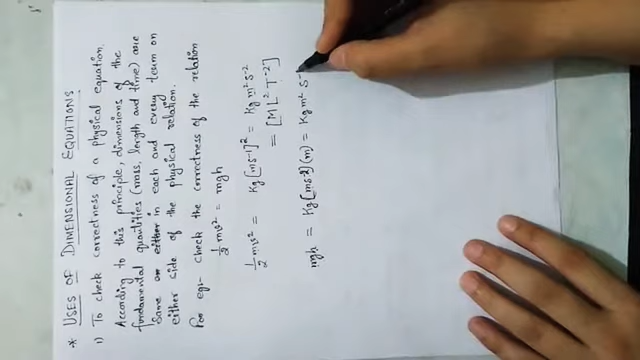 * USES OF DIMENSIONAL EQUATIONS
1) To check correctness of a physical equation.
According to this principle, dimensions of the
fundamental quantities (mass, length and time) are
same in each and every term on
either side of the physical relation.
For eg:- check the correctness of the relation
1/2 mv² = mgh
1/2 mv² = Kg [ms-1]² = Kg m² s-2
= [M L² T-2]
mgh = Kg (ms-2)(m) = Kg m² s-